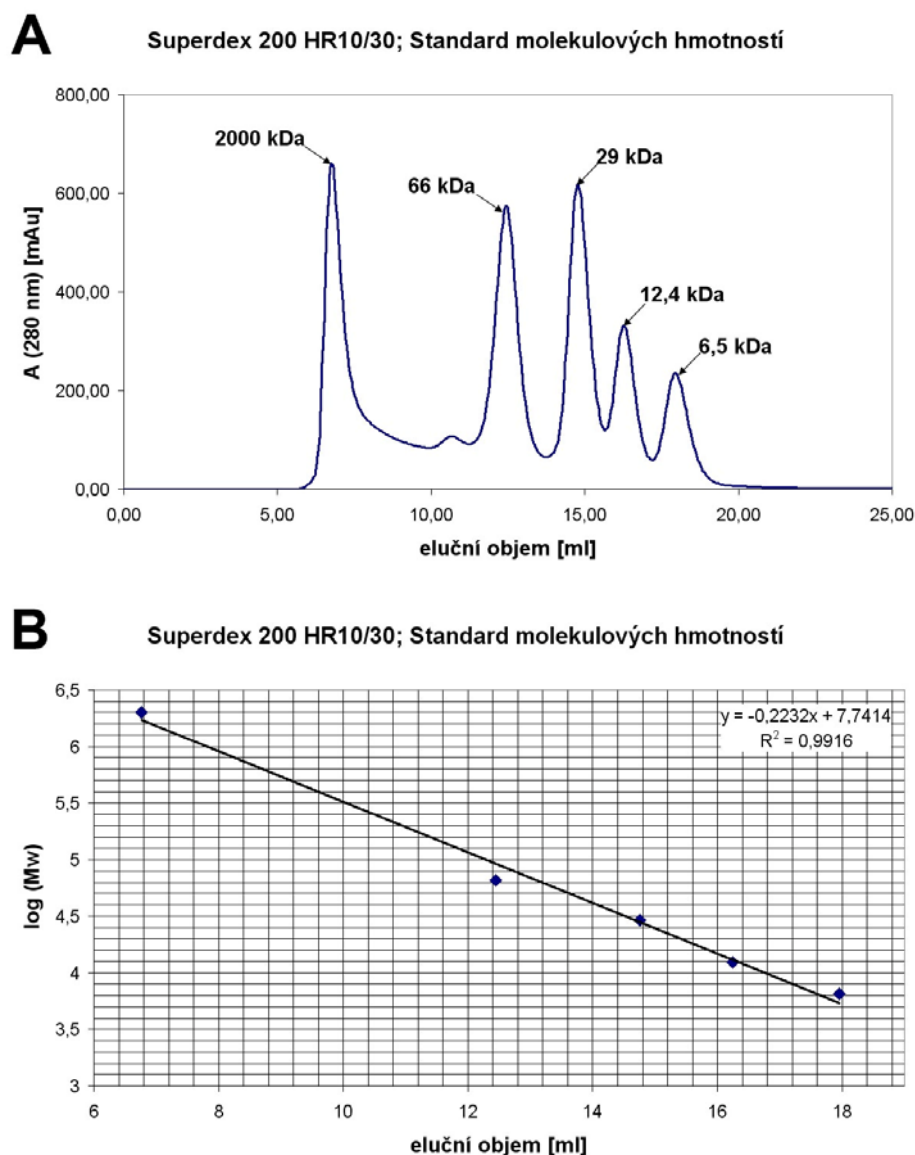 A
Superdex 200 HR10/30; Standard molekulových hmotností
A (280 nm) [mAu]
800,00
600,00
400,00
200,00
0,00
2000 kDa
66 kDa
29 kDa
12,4 kDa
6,5 kDa
0,00 5,00 10,00 15,00 20,00 25,00
eluční objem [ml]
B
Superdex 200 HR10/30; Standard molekulových hmotností
log (Mw)
6,5
6
5,5
5
4,5
4
3,5
3
y = -0,2232x + 7,7414
R² = 0,9916
6 8 10 12 14 16 18
eluční objem [ml]